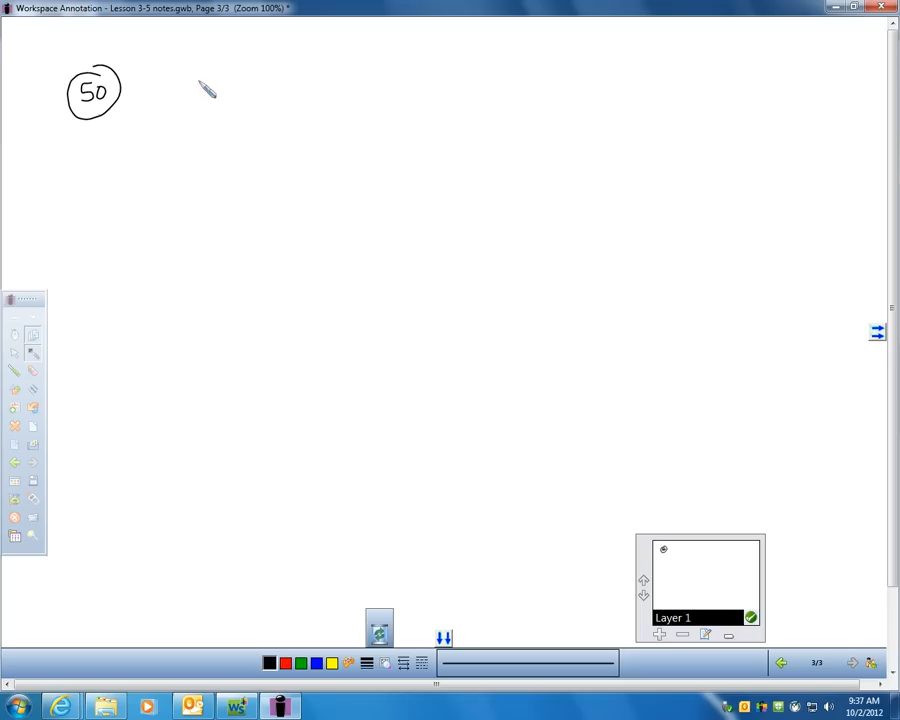 Workspace Annotation - Lesson 3-5 notes.gwb, Page 3/3 (Zoom 100%) *
50
Layer 1
3/3
9:37 AM
10/2/2012